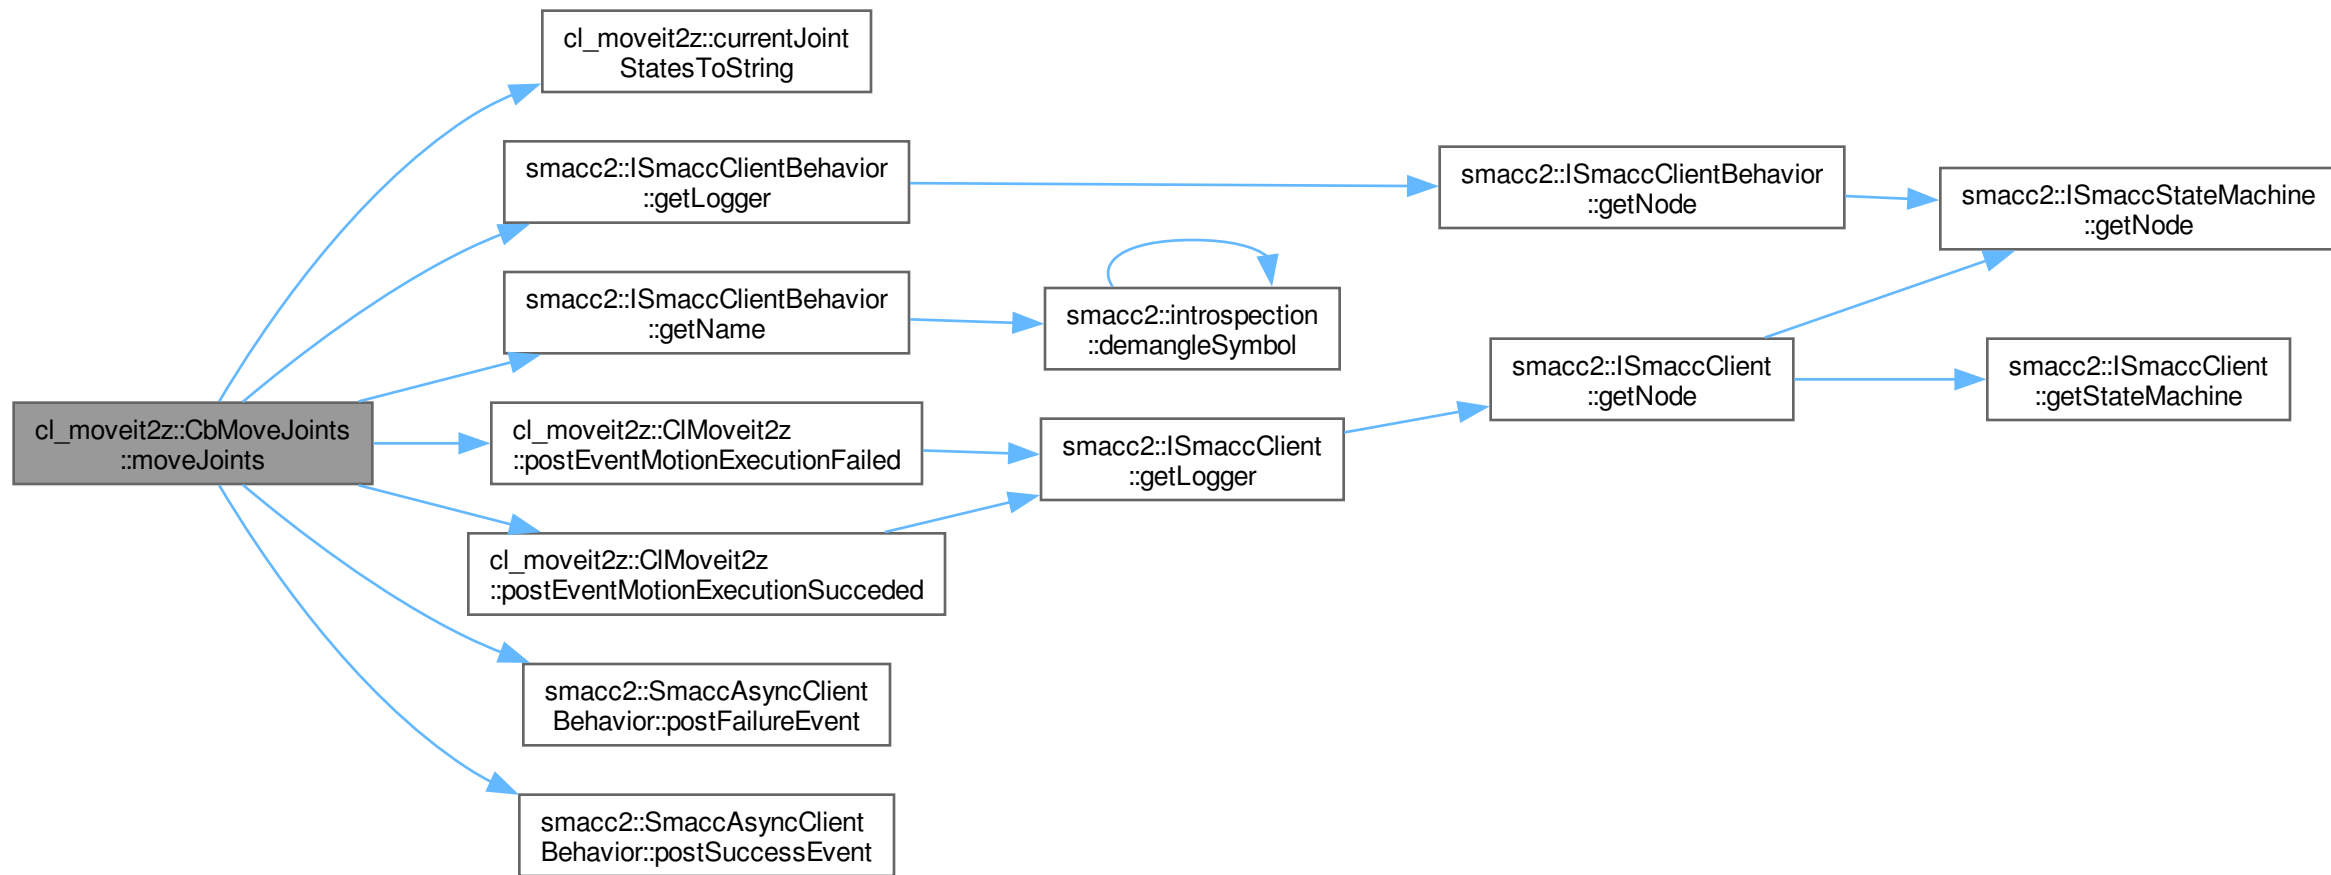 cl_moveit2z::currentJoint
StatesToString
smacc2::ISmaccClientBehavior
::getLogger
smacc2::ISmaccClientBehavior
::getNode
smacc2::ISmaccStateMachine
::getNode
smacc2::ISmaccClientBehavior
::getName
smacc2::introspection
::demangleSymbol
smacc2::ISmaccClient
::getNode
smacc2::ISmaccClient
::getStateMachine
cl_moveit2z::CbMoveJoints
::moveJoints
cl_moveit2z::ClMoveit2z
::postEventMotionExecutionFailed
smacc2::ISmaccClient
::getLogger
cl_moveit2z::ClMoveit2z
::postEventMotionExecutionSucceded
smacc2::SmaccAsyncClient
Behavior::postFailureEvent
smacc2::SmaccAsyncClient
Behavior::postSuccessEvent